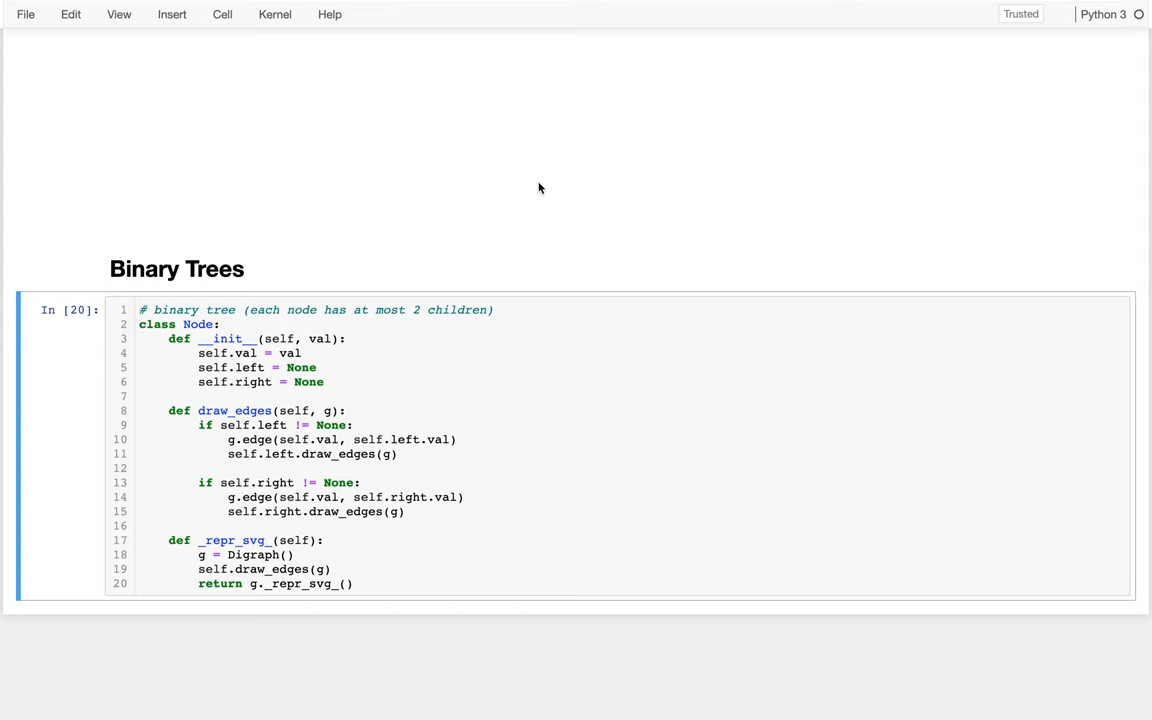 File Edit View Insert Cell Kernel Help Trusted Python 3
Binary Trees
In [20]:
1 # binary tree (each node has at most 2 children)
2 class Node:
3     def __init__(self, val):
4         self.val = val
5         self.left = None
6         self.right = None
7
8     def draw_edges(self, g):
9         if self.left != None:
10             g.edge(self.val, self.left.val)
11             self.left.draw_edges(g)
12
13         if self.right != None:
14             g.edge(self.val, self.right.val)
15             self.right.draw_edges(g)
16
17     def _repr_svg_(self):
18         g = Digraph()
19         self.draw_edges(g)
20         return g._repr_svg_()